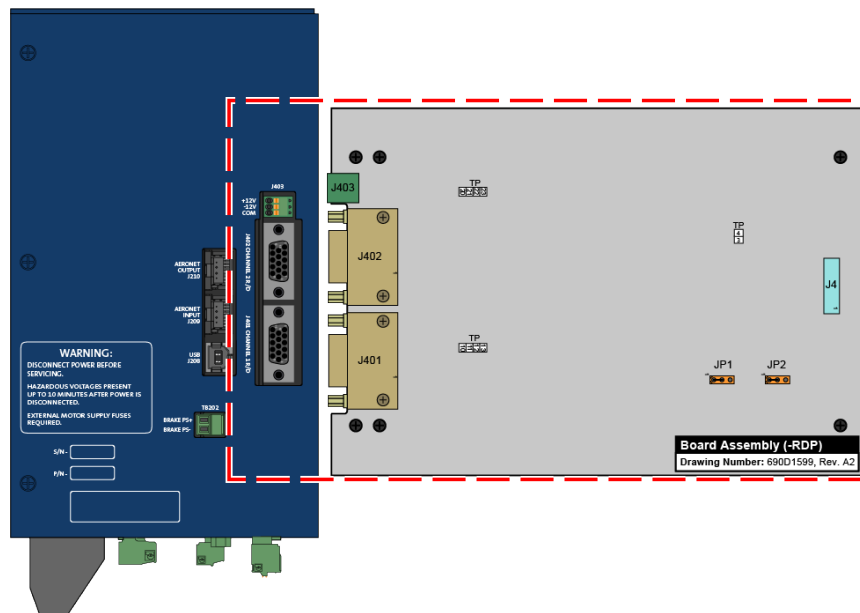 J403
+12V
-12V
COM
J402 CHANNEL 2 R/D
J401 CHANNEL 1 R/D
AERONET
OUTPUT
J210
AERONET
INPUT
J209
USB
J208
WARNING:
DISCONNECT POWER BEFORE
SERVICING.
HAZARDOUS VOLTAGES PRESENT
UP TO 10 MINUTES AFTER POWER IS
DISCONNECTED.
EXTERNAL MOTOR SUPPLY FUSES
REQUIRED.
TB202
BRAKE PS+
BRAKE PS-
S/N-
P/N-
J403
J402
J401
TP
TP
4
3
TP
J4
JP1
JP2
Board Assembly (-RDP)
Drawing Number: 690D1599, Rev. A2